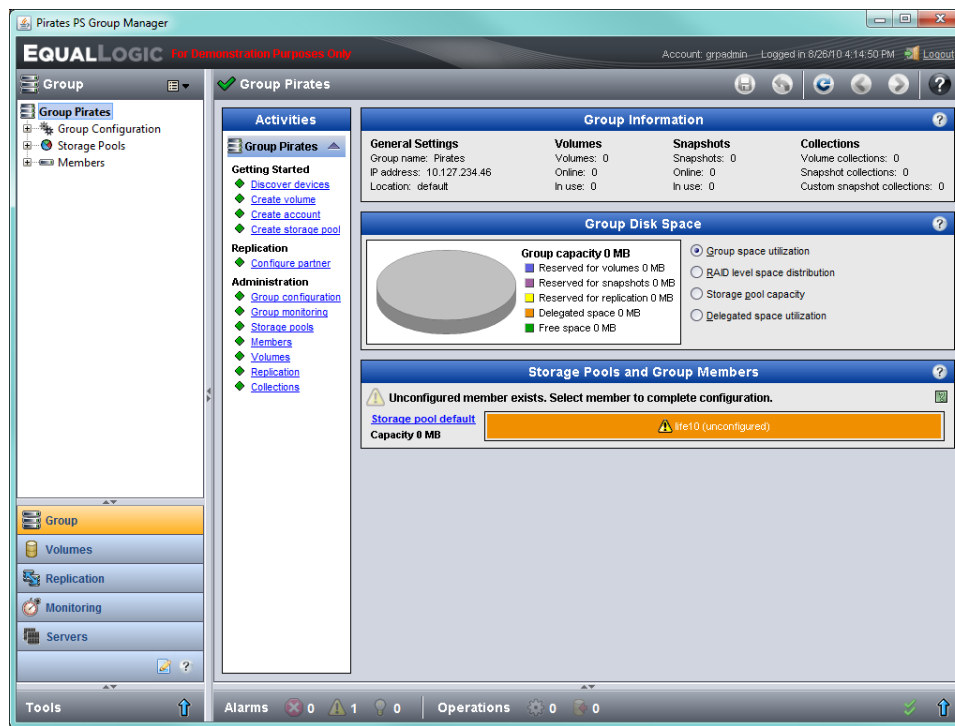 Pirates PS Group Manager
EQUALLOGIC For Demonstration Purposes Only
Account: grpadmin Logged in 8/26/10 4:14:50 PM Logout
Group
Group Pirates
Group Configuration
Storage Pools
Members
Group
Volumes
Replication
Monitoring
Servers
Tools
Group Pirates
Activities
Group Pirates
Getting Started
Discover devices
Create volume
Create account
Create storage pool
Replication
Configure partner
Administration
Group configuration
Group monitoring
Storage pools
Members
Volumes
Replication
Collections
Group Information
General Settings
Group name: Pirates
IP address: 10.127.234.46
Location: default
Volumes
Volumes: 0
Online: 0
In use: 0
Snapshots
Snapshots: 0
Online: 0
In use: 0
Collections
Volume collections: 0
Snapshot collections: 0
Custom snapshot collections: 0
Group Disk Space
Group capacity 0 MB
Reserved for volumes 0 MB
Reserved for snapshots 0 MB
Reserved for replication 0 MB
Delegated space 0 MB
Free space 0 MB
Group space utilization
RAID level space distribution
Storage pool capacity
Delegated space utilization
Storage Pools and Group Members
Unconfigured member exists. Select member to complete configuration.
Storage pool default
Capacity 0 MB
life10 (unconfigured)
Alarms 0 1 0 Operations 0 0